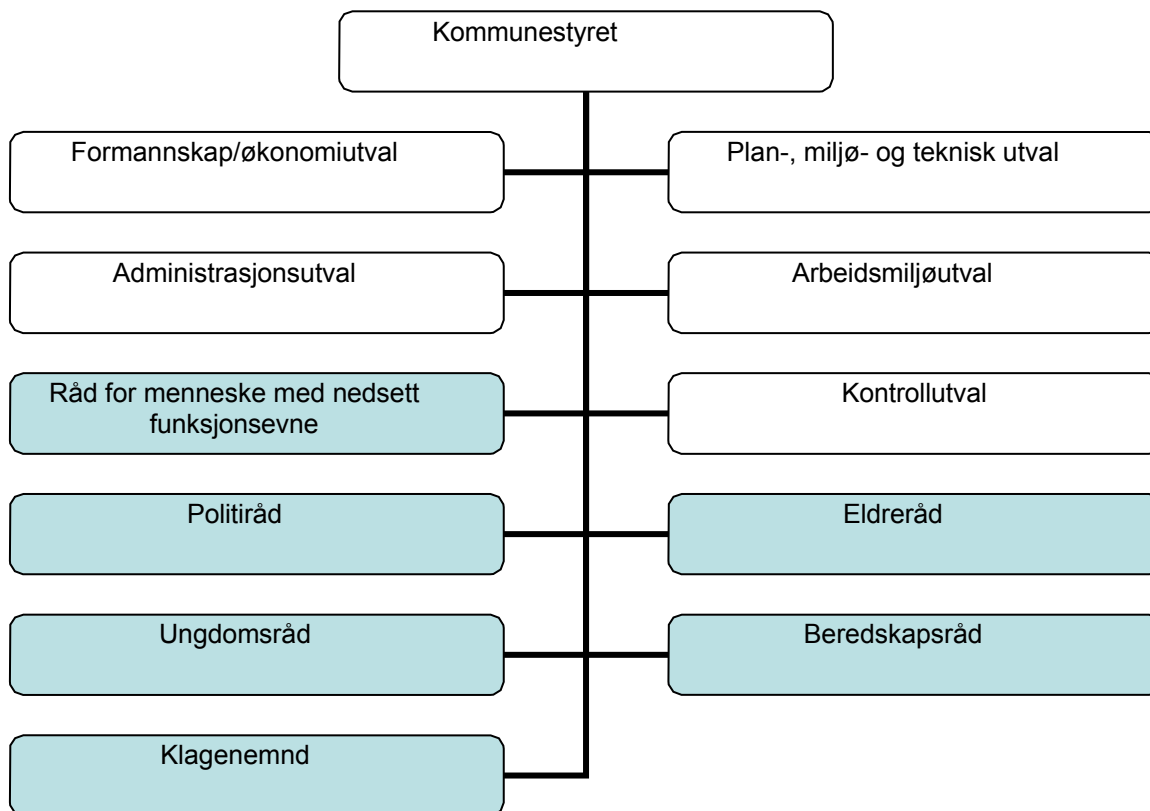 Kommunestyret
Formannskap/økonomiutval
Plan-, miljø- og teknisk utval
Administrasjonsutval
Arbeidsmiljøutval
Råd for menneske med nedsett
funksjonsevne
Kontrollutval
Politiråd
Eldreråd
Ungdomsråd
Beredskapsråd
Klagenemnd